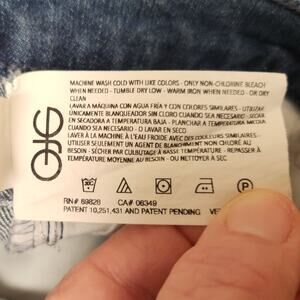 MACHINE WASH COLD WITH LIKE COLORS - ONLY NON-CHLORINE BLEACH
WHEN NEEDED - TUMBLE DRY LOW - WARM IRON WHEN NEEDED - OR DRY
CLEAN
LAVAR A MÁQUINA CON AGUA FRÍA Y CON COLORES SIMILARES - UTILIZAR
ÚNICAMENTE BLANQUEADOR SIN CLORO CUANDO SEA NECESARIO - SECAR
EN SECADORA A TEMPERATURA BAJA - PLANCHAR A TEMPERATURA MEDIA
CUANDO SEA NECESARIO - O LAVAR EN SECO
LAVER À LA MACHINE À L'EAU FROIDE AVEC DES COULEURS SIMILAIRES -
UTILISER SEULEMENT UN AGENT DE BLANCHIMENT NON CHLORÉ AU
BESOIN - SÉCHER PAR CULBUTAGE À BASSE TEMPÉRATURE - REPASSER À
TEMPÉRATURE MOYENNE AU BESOIN - OU NETTOYER À SEC
RN# 69828 CA# 06349
PATENT 10,251,431 AND PATENT PENDING